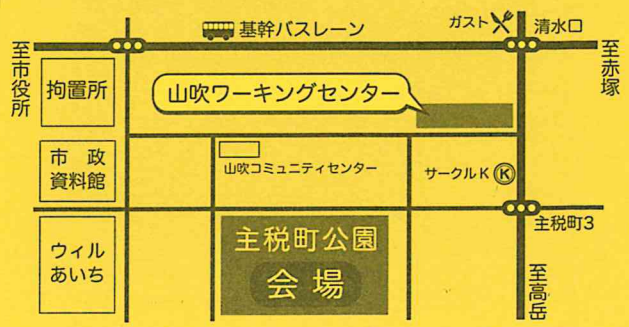 基幹バスレーン
ガスト
清水口
至市役所
至赤塚
拘置所
山吹ワーキングセンター
市政
資料館
山吹コミュニティセンター
サークルK
K
主税町3
ウィル
あいち
主税町公園
会場
至高岳